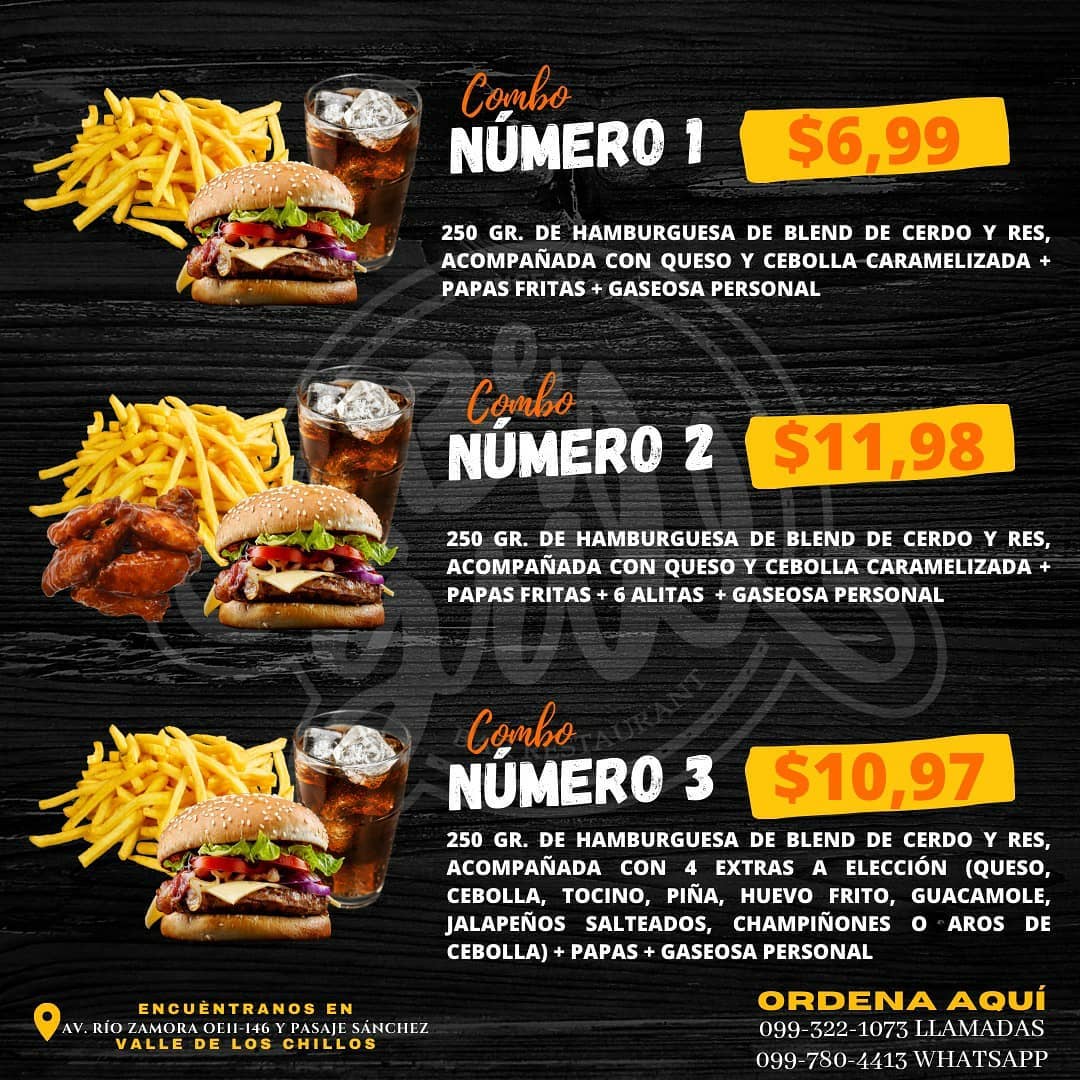 Combo
NÚMERO 1
$6,99
250 GR. DE HAMBURGUESA DE BLEND DE CERDO Y RES,
ACOMPAÑADA CON QUESO Y CEBOLLA CARAMELIZADA +
PAPAS FRITAS + GASEOSA PERSONAL
Combo
NÚMERO 2
$11,98
250 GR. DE HAMBURGUESA DE BLEND DE CERDO Y RES,
ACOMPAÑADA CON QUESO Y CEBOLLA CARAMELIZADA +
PAPAS FRITAS + 6 ALITAS + GASEOSA PERSONAL
Combo
NÚMERO 3
$10,97
250 GR. DE HAMBURGUESA DE BLEND DE CERDO Y RES,
ACOMPAÑADA CON 4 EXTRAS A ELECCIÓN (QUESO,
CEBOLLA, TOCINO, PIÑA, HUEVO FRITO, GUACAMOLE,
JALAPEÑOS SALTEADOS, CHAMPIÑONES O AROS DE
CEBOLLA) + PAPAS + GASEOSA PERSONAL
ENCUÈNTRANOS EN
AV. RÍO ZAMORA OE11-146 Y PASAJE SÁNCHEZ
VALLE DE LOS CHILLOS
ORDENA AQUÍ
099-322-1073 LLAMADAS
099-780-4413 WHATSAPP